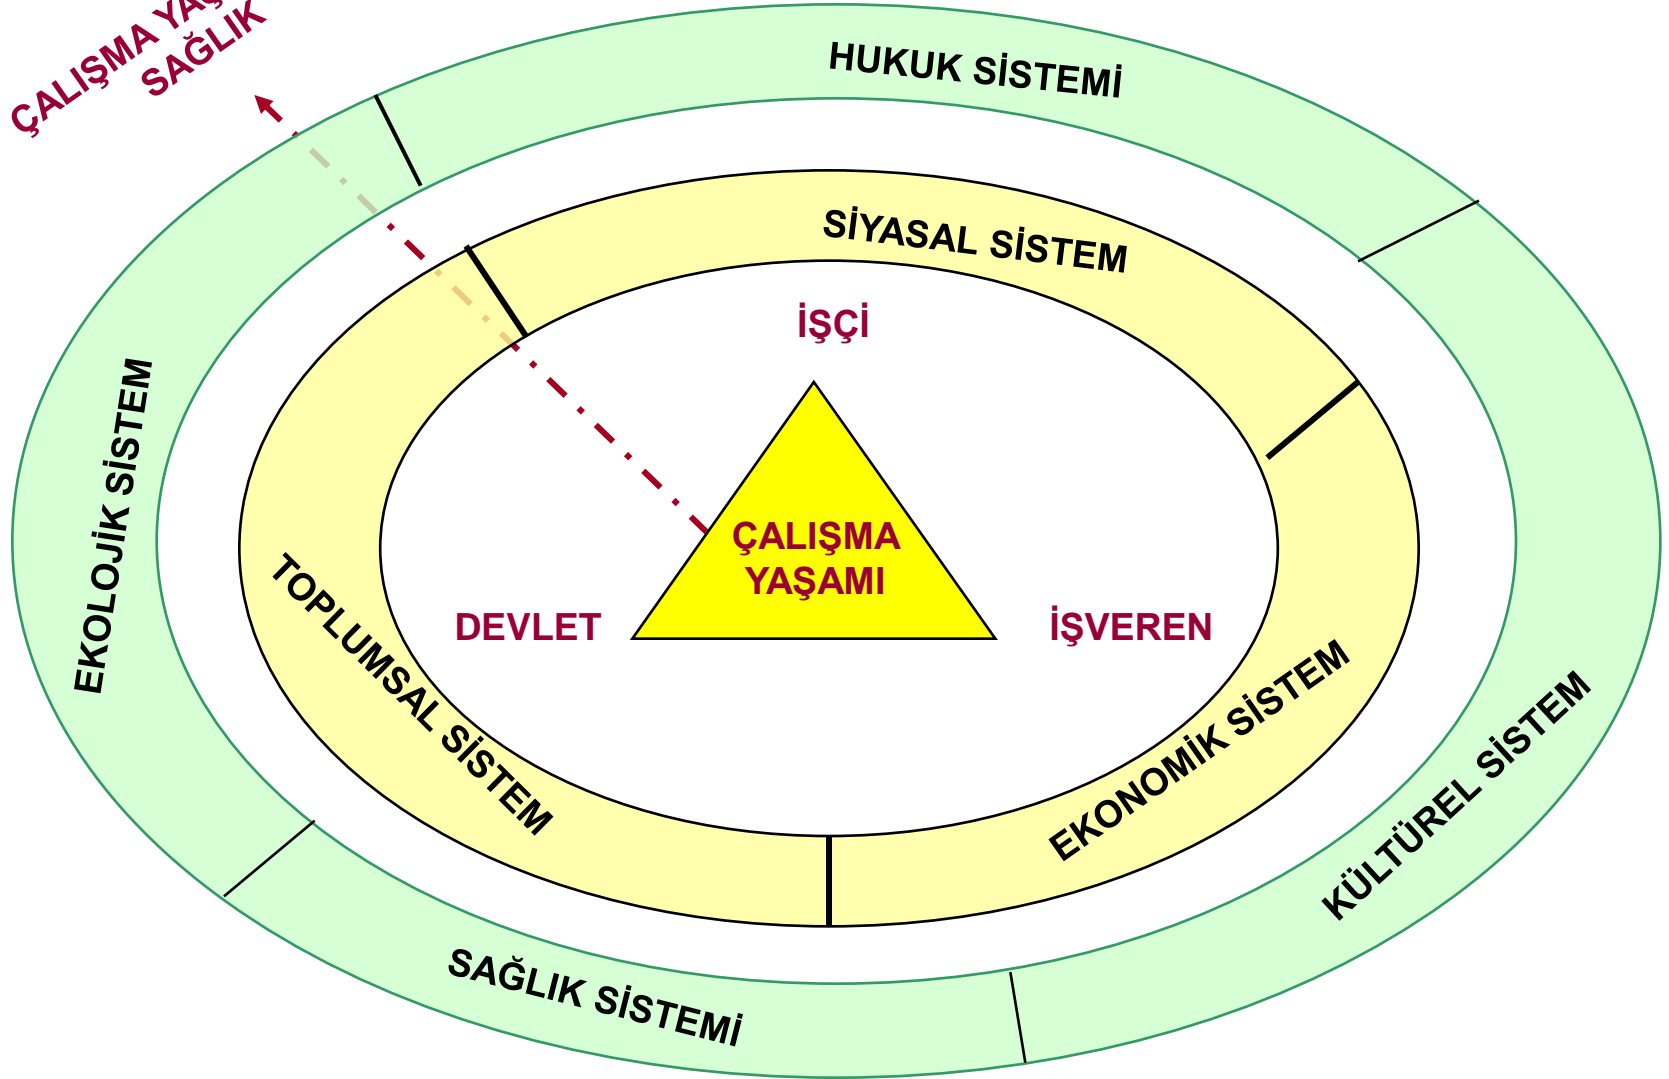 ÇALIŞMA
SAĞLIK
HUKUK SİSTEMİ
SİYASAL SİSTEM
İŞÇİ
EKOLOJİK SİSTEM
ÇALIŞMA
YAŞAMI
DEVLET
İŞVEREN
TOPLUMSAL SİSTEM
EKONOMİK SİSTEM
KÜLTÜREL SİSTEM
SAĞLIK SİSTEMİ